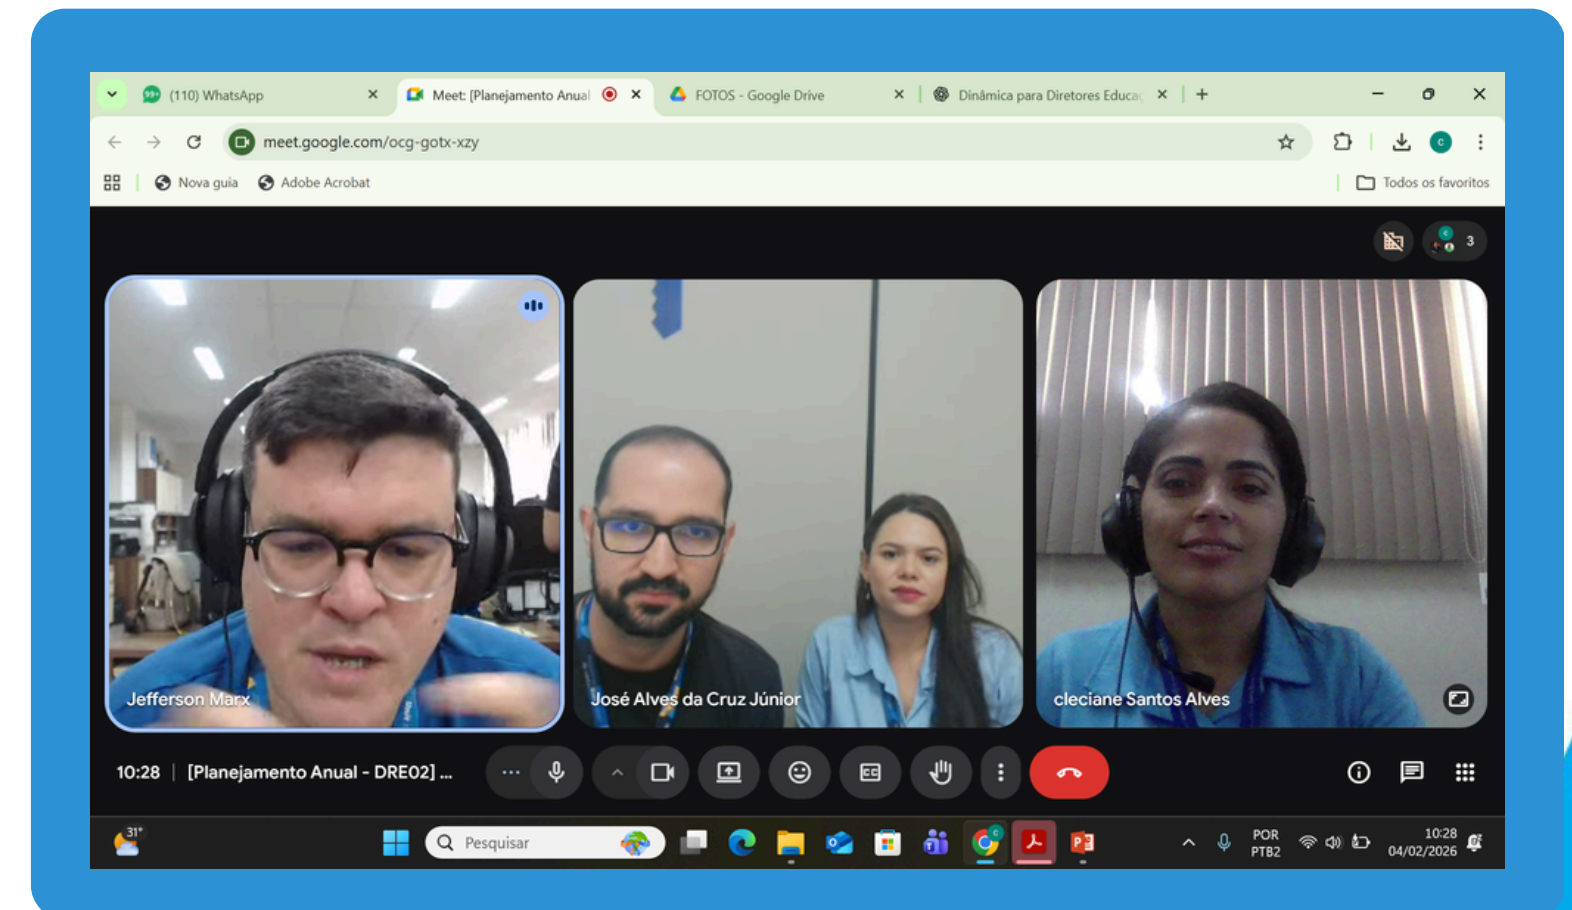 (110) WhatsApp
Meet: [Planejamento Anual
FOTOS - Google Drive
Dinâmica para Diretores Educaç
meet.google.com/ocg-gotx-xzy
Nova guia
Adobe Acrobat
Todos os favoritos
3
Jefferson Marx
José Alves da Cruz Júnior
cleciane Santos Alves
10:28 | [Planejamento Anual - DRE02] ...
CC
31°
Pesquisar
POR
PTB2
10:28
04/02/2026